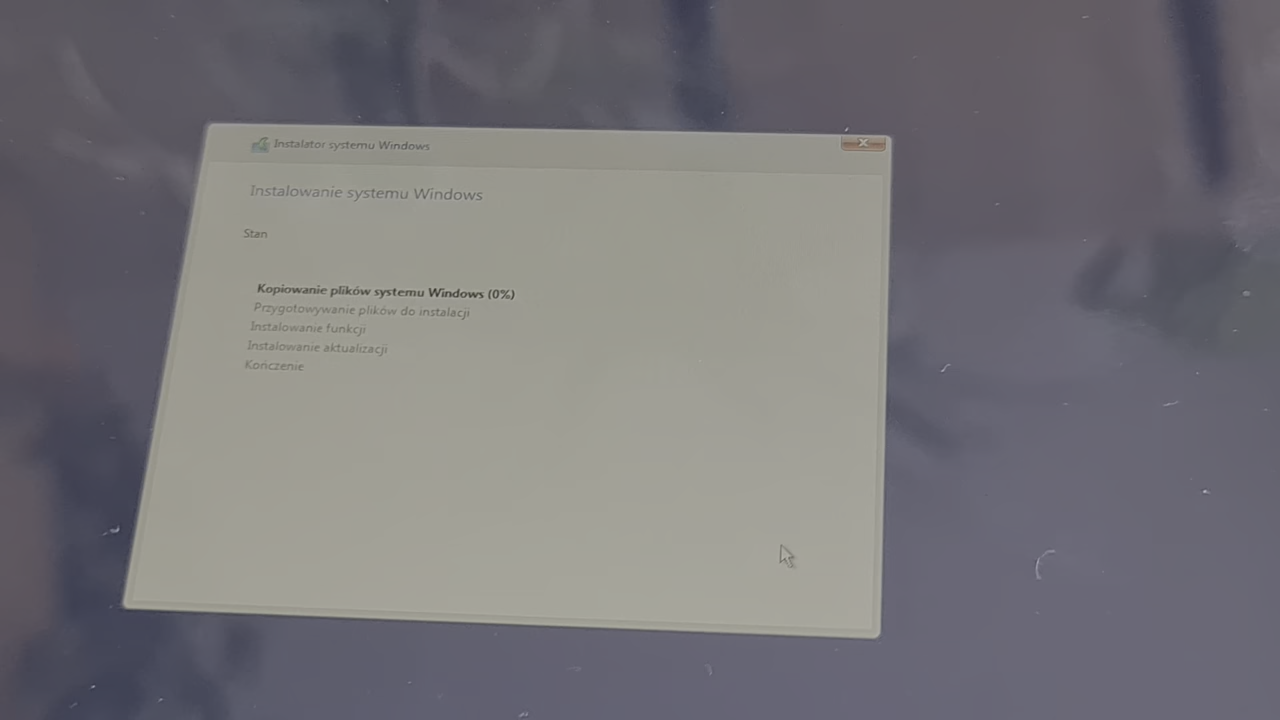 Instalator systemu Windows
Instalowanie systemu Windows
Stan
Kopiowanie plików systemu Windows (0%)
Przygotowywanie plików do instalacji
Instalowanie funkcji
Instalowanie aktualizacji
Kończenie